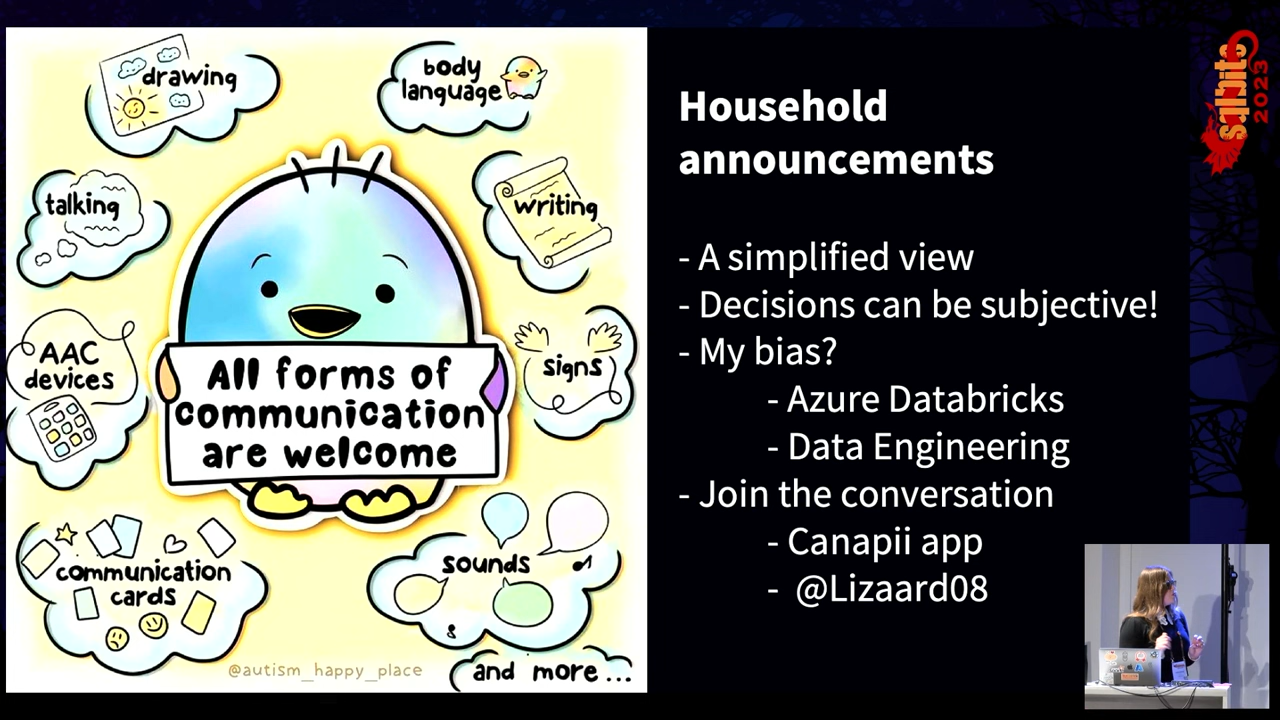 drawing
body
language
talking
writing
AAC
devices
signs
All forms of
communication
are welcome
communication
cards
sounds
and more...
@autism_happy_place
Household
announcements
- A simplified view
- Decisions can be subjective!
- My bias?
- Azure Databricks
- Data Engineering
- Join the conversation
- Canapii app
- @Lizaard08
sqlbits
2023